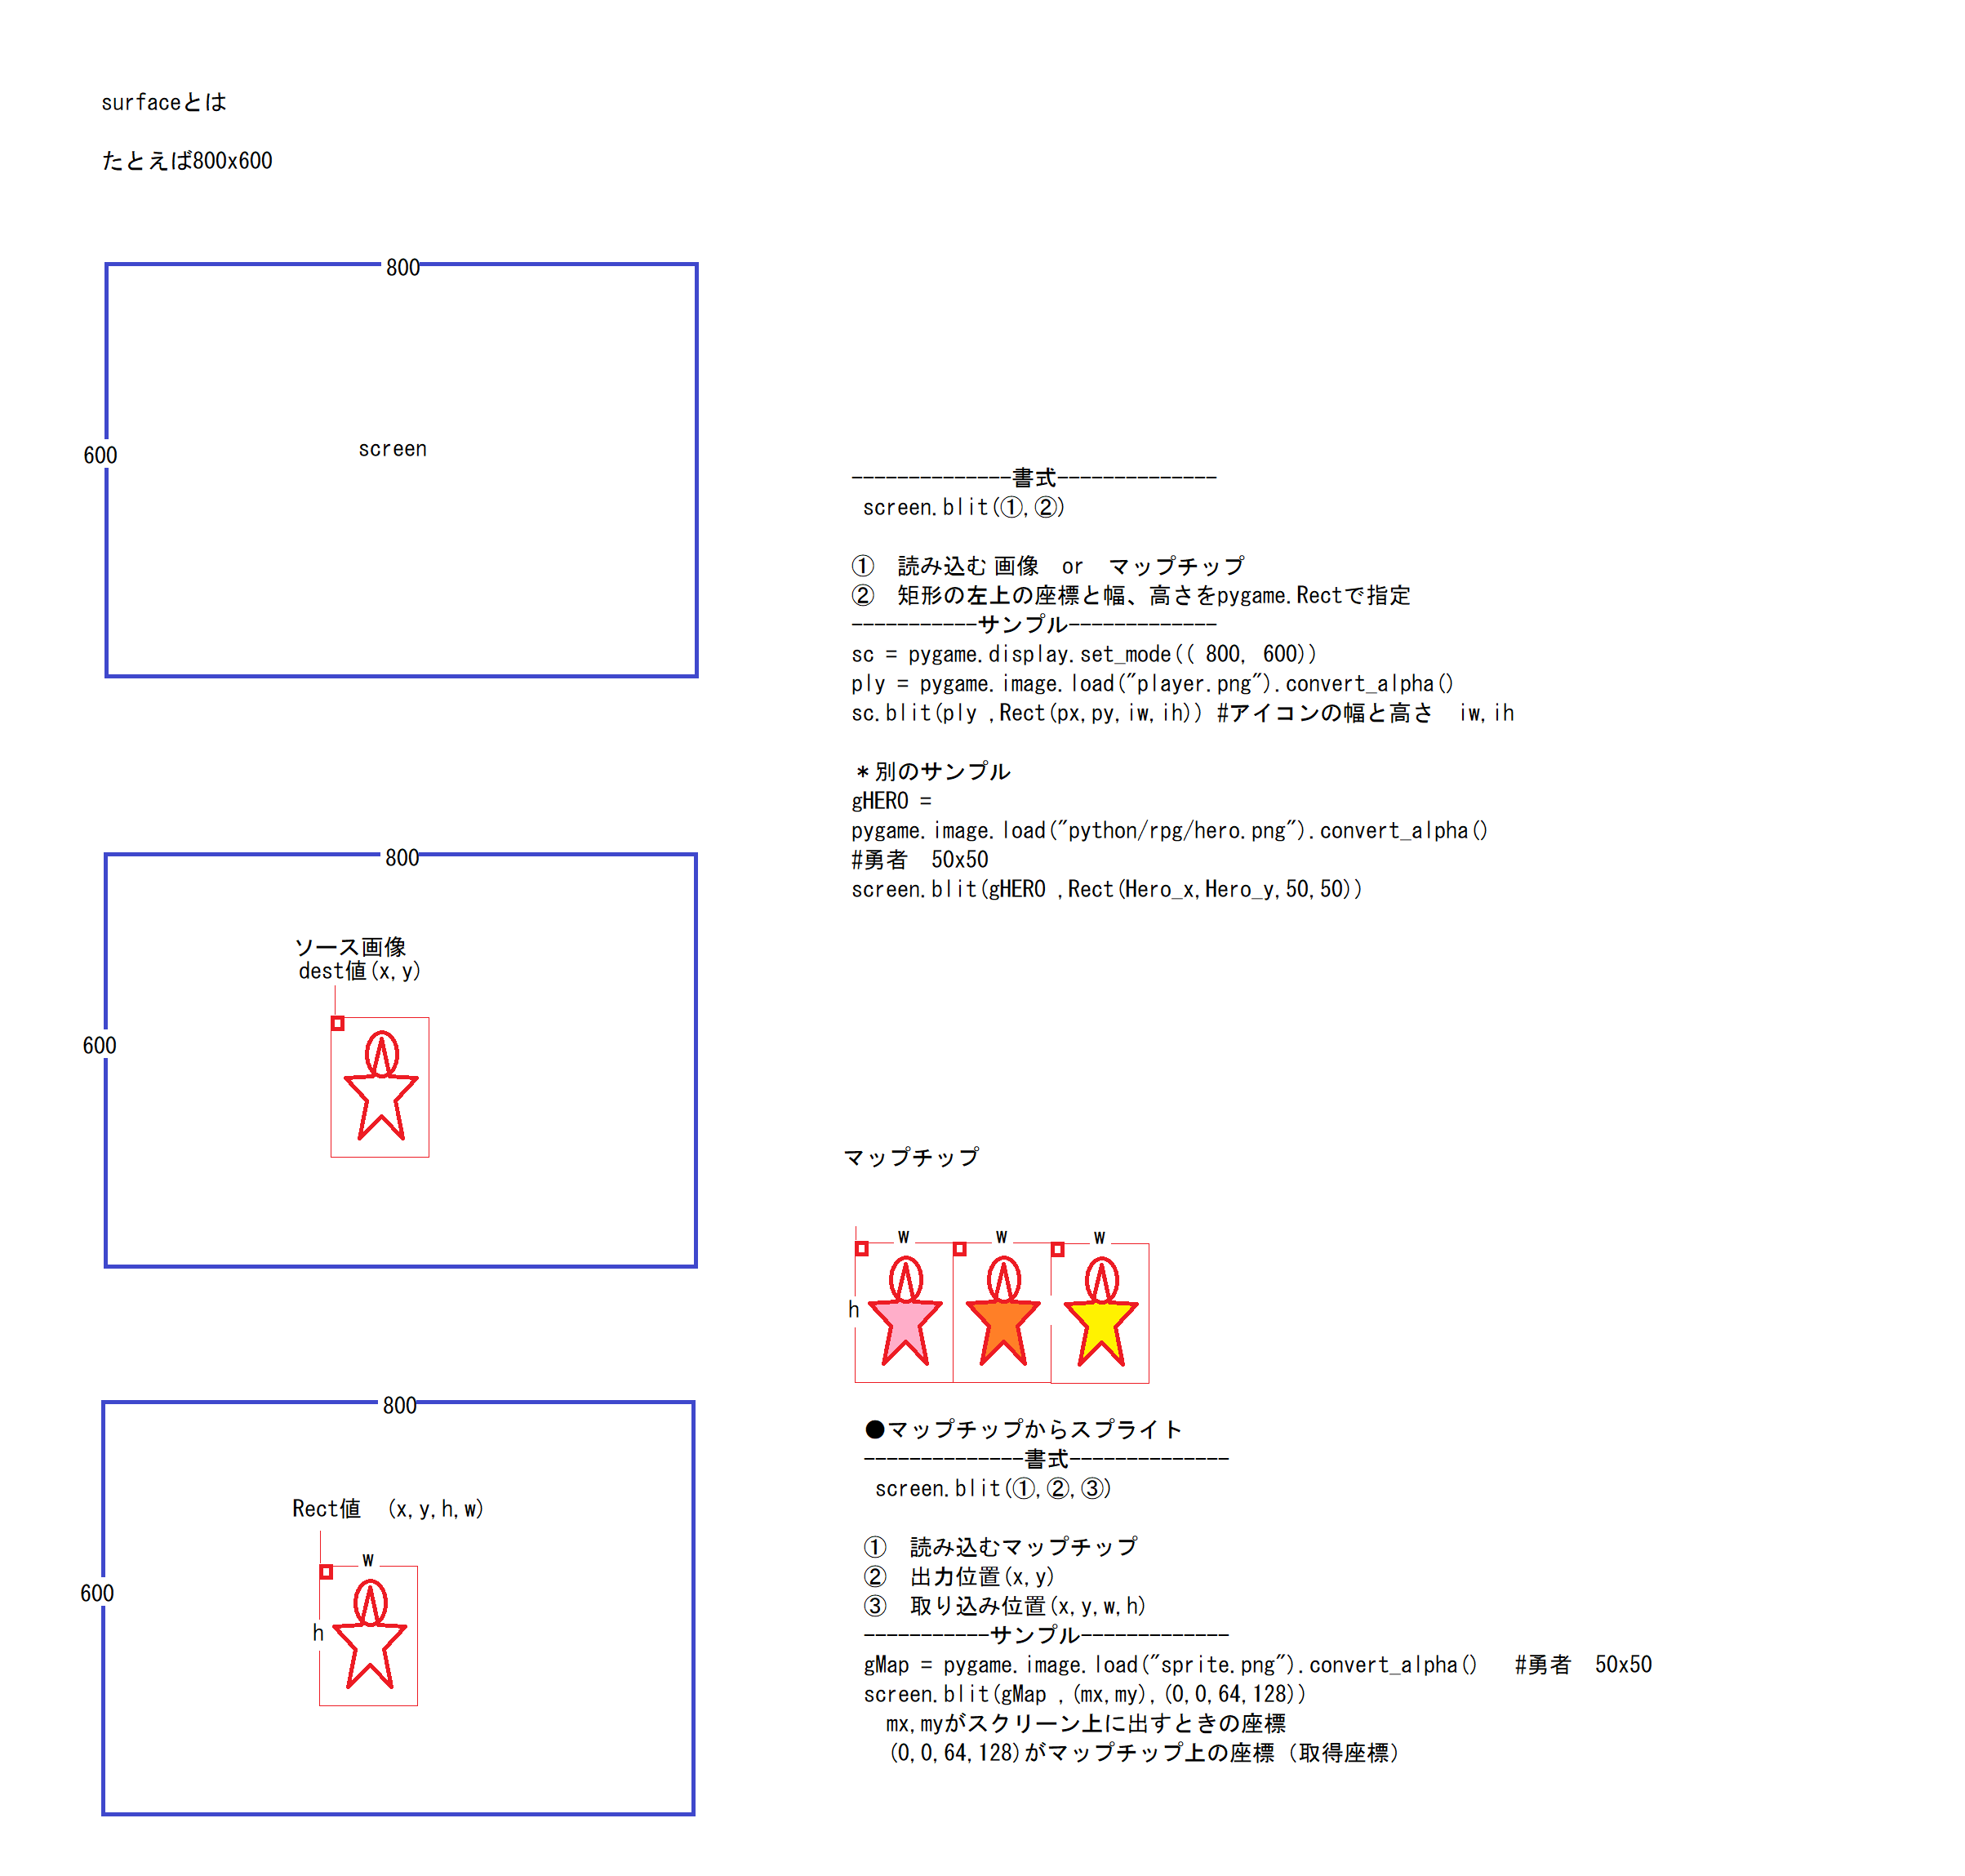 surfaceとは
たとえば800x600
800
600
screen
800
ソース画像
dest値(x,y)
600
800
Rect値　(x,y,h,w)
w
600
h
--------------書式--------------
screen.blit(①,②)
①　読み込む 画像　or　マップチップ
②　矩形の左上の座標と幅、高さをpygame.Rectで指定
-----------サンプル-------------
sc = pygame.display.set_mode(( 800, 600))
ply = pygame.image.load("player.png").convert_alpha()
sc.blit(ply ,Rect(px,py,iw,ih)) #アイコンの幅と高さ　iw,ih
＊別のサンプル
gHERO =
pygame.image.load("python/rpg/hero.png").convert_alpha()
#勇者　50x50
screen.blit(gHERO ,Rect(Hero_x,Hero_y,50,50))
マップチップ
w w w
h
●マップチップからスプライト
--------------書式--------------
screen.blit(①,②,③)
①　読み込むマップチップ
②　出力位置(x,y)
③　取り込み位置(x,y,w,h)
-----------サンプル-------------
gMap = pygame.image.load("sprite.png").convert_alpha()　 #勇者　50x50
screen.blit(gMap ,(mx,my),(0,0,64,128))
mx,myがスクリーン上に出すときの座標
(0,0,64,128)がマップチップ上の座標（取得座標）